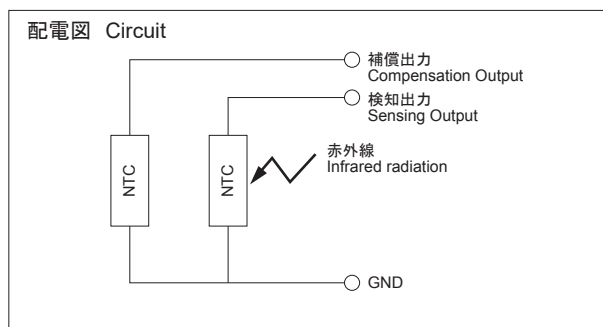 配電図 Circuit
補償出力
Compensation Output
検知出力
Sensing Output
赤外線
Infrared radiation
NTC
NTC
GND